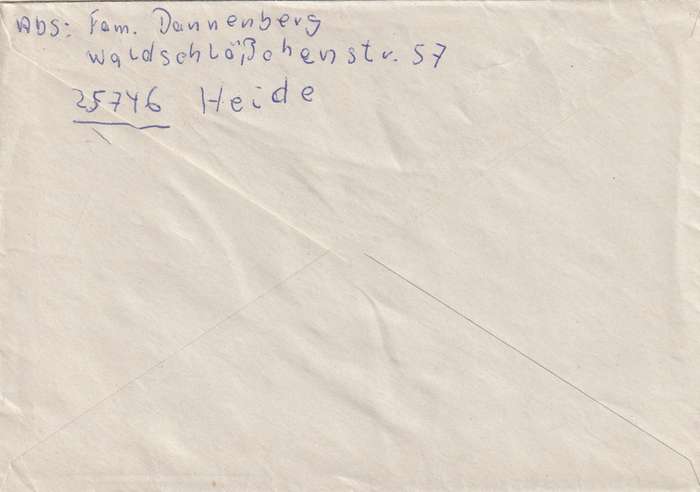 Abs: Fam. Dannenberg
Waldschlößchenstr. 57
25746 Heide